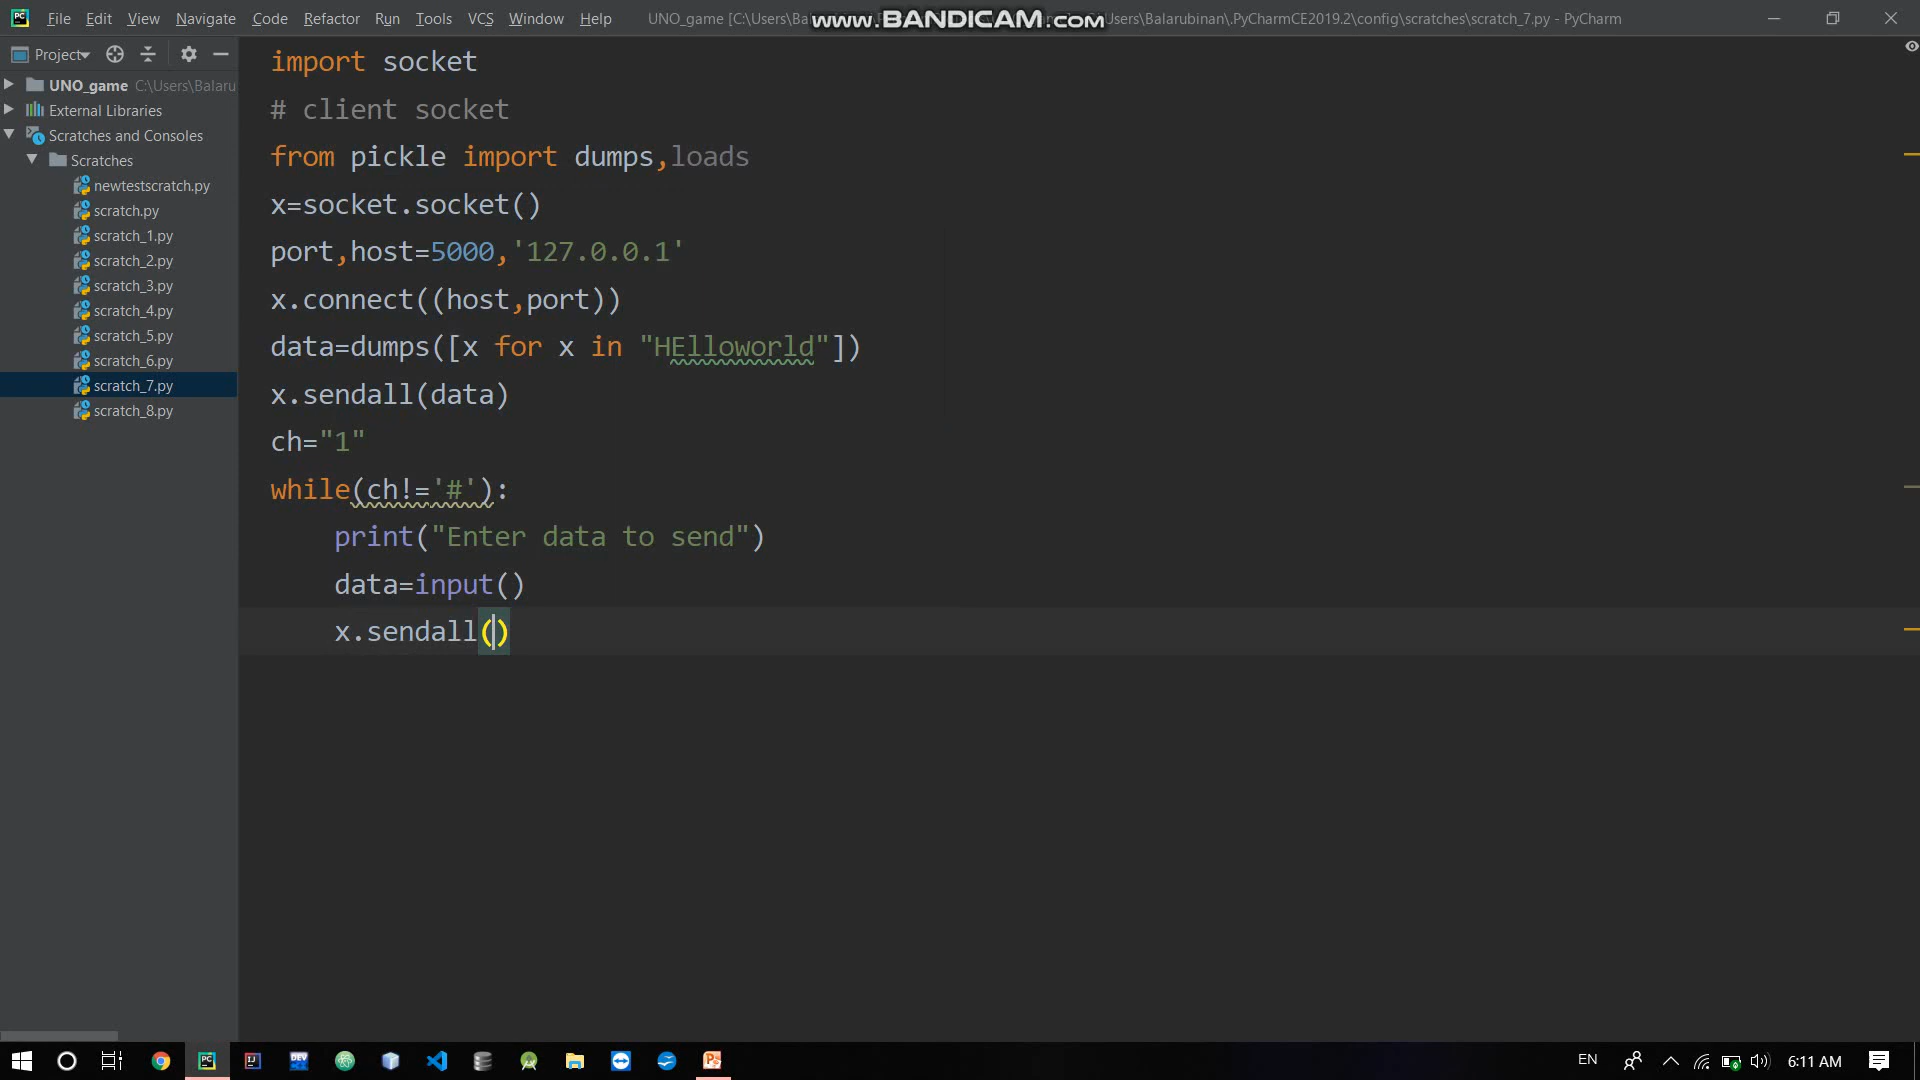 File Edit View Navigate Code Refactor Run Tools VCS Window Help
UNO_game [C:\Users\Ba
www.BANDICAM.com
\Users\Balarubinan\.PyCharmCE2019.2\config\scratches\scratch_7.py - PyCharm
Project
UNO_game C:\Users\Balaru
External Libraries
Scratches and Consoles
Scratches
newtestscratch.py
scratch.py
scratch_1.py
scratch_2.py
scratch_3.py
scratch_4.py
scratch_5.py
scratch_6.py
scratch_7.py
scratch_8.py
import socket
# client socket
from pickle import dumps,loads
x=socket.socket()
port,host=5000,'127.0.0.1'
x.connect((host,port))
data=dumps([x for x in "HElloworld"])
x.sendall(data)
ch="1"
while(ch!='#'):
print("Enter data to send")
data=input()
x.sendall()
EN
6:11 AM